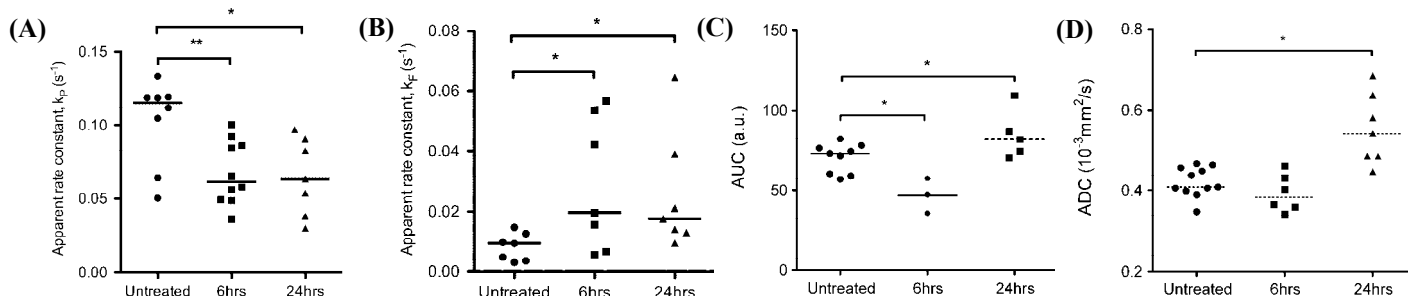 (A)
Apparent rate constant, kP (s-1)
0.15
0.10
0.05
0.00
*
**
Untreated 6hrs 24hrs
(B)
Apparent rate constant, kF (s-1)
0.08
0.06
0.04
0.02
0.00
*
*
Untreated 6hrs 24hrs
(C)
AUC (a.u.)
150
100
50
0
*
*
Untreated 6hrs 24hrs
(D)
ADC (10-3mm2/s)
0.8
0.6
0.4
0.2
*
Untreated 6hrs 24hrs